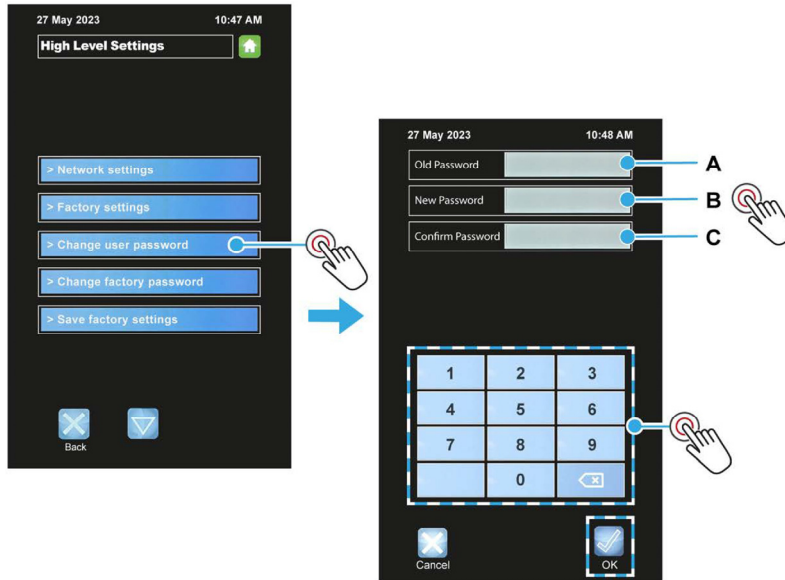 27 May 2023 10:47 AM
High Level Settings
> Network settings
> Factory settings
> Change user password
> Change factory password
> Save factory settings
Back
27 May 2023 10:48 AM
Old Password A
New Password B
Confirm Password C
1 2 3
4 5 6
7 8 9
0
Cancel OK